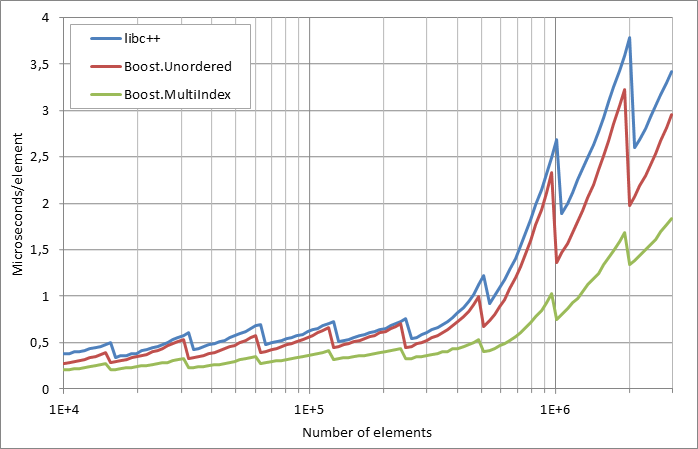 4
3,5
3
2,5
2
1,5
1
0,5
0
Microseconds/element
libc++
Boost.Unordered
Boost.MultiIndex
1E+4
1E+5
1E+6
Number of elements